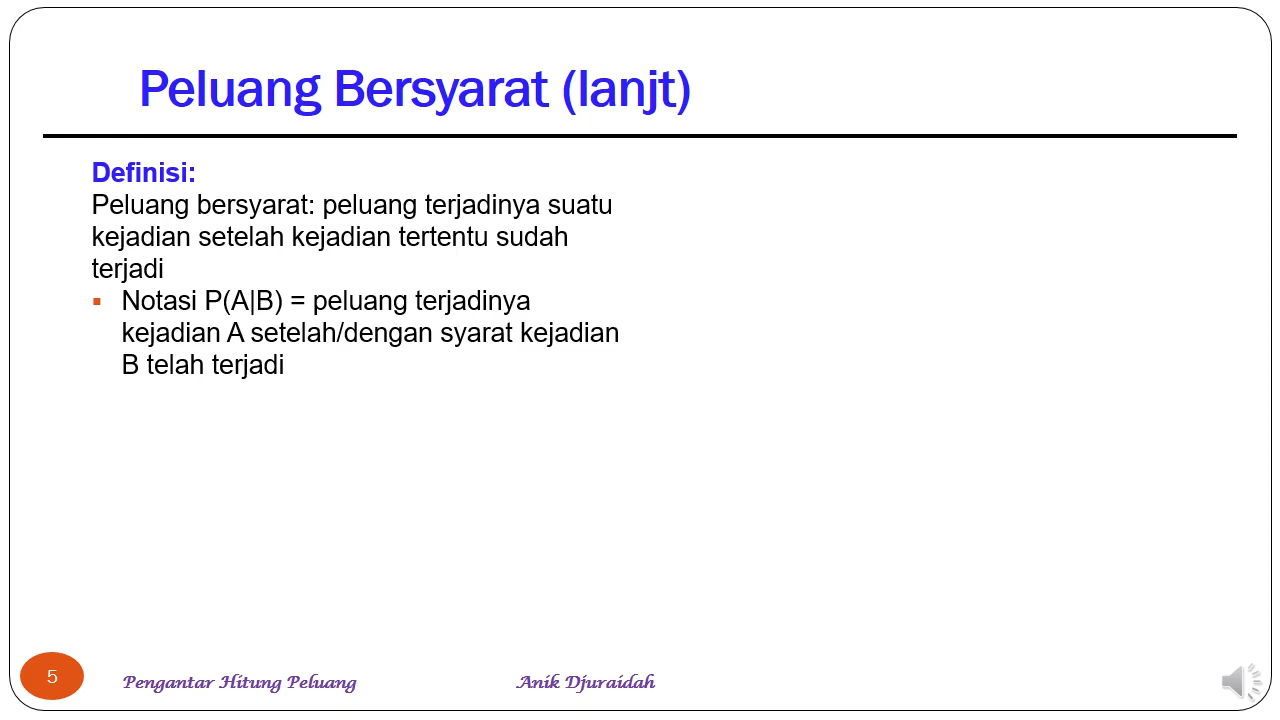 Peluang Bersyarat (lanjt)
Definisi:
Peluang bersyarat: peluang terjadinya suatu
kejadian setelah kejadian tertentu sudah
terjadi
▪ Notasi P(A|B) = peluang terjadinya
kejadian A setelah/dengan syarat kejadian
B telah terjadi
5
Pengantar Hitung Peluang
Anik Djuraidah